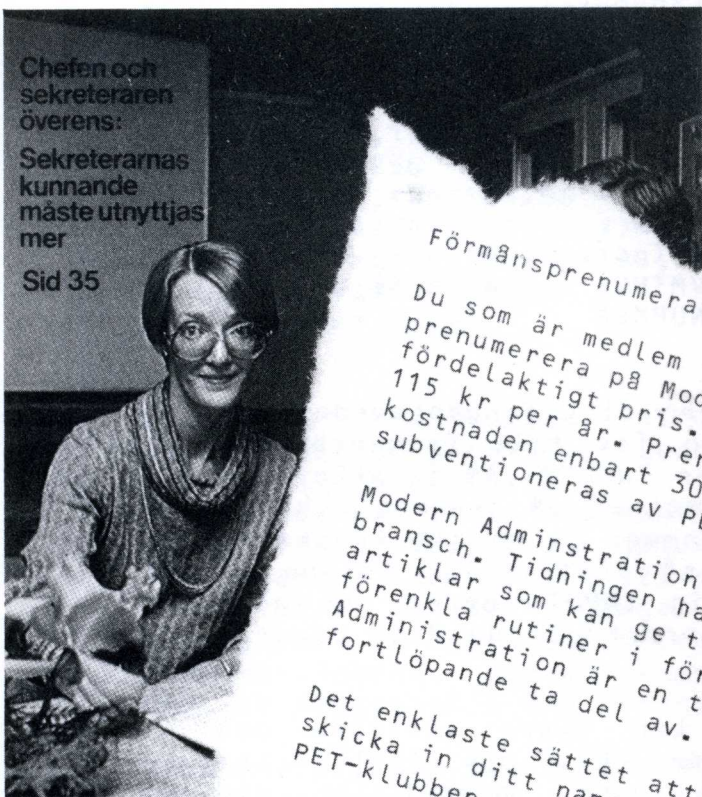 Chefen och
sekreteraren
överens:
Sekreterarnas
kunnande
måste utnyttjas
mer
Sid 35
Förmånsprenumera
Du som är medlem
prenumerera på Mod
fördelaktigt pris.
115 kr per år. Pren
kostnaden enbart 30
subventioneras av PE
Modern Adminstration
bransch. Tidningen ha
artiklar som kan ge t
förenkla rutiner i för
Administration är en t
fortlöpande ta del av.
Det enklaste sättet att
skicka in ditt nam
PET-klubben